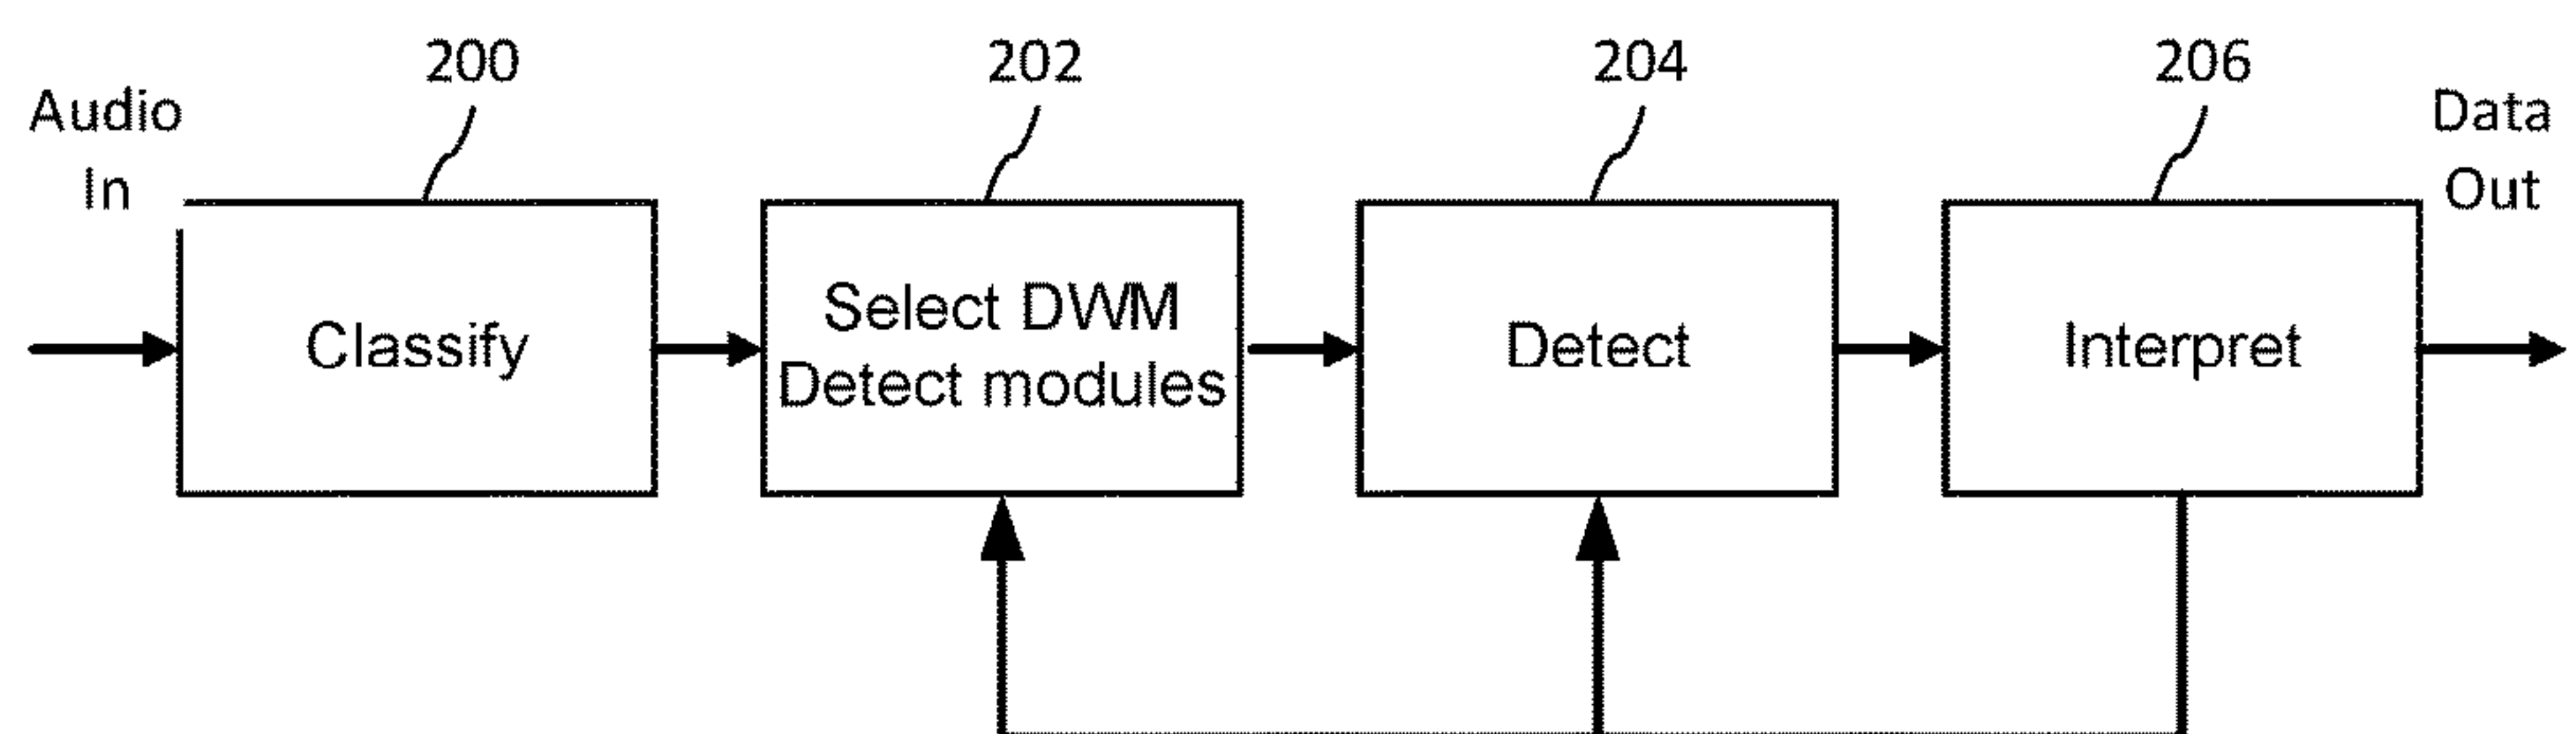 200
202
204
206
Audio
In
Data
Out
Classify
Select DWM
Detect modules
Detect
Interpret